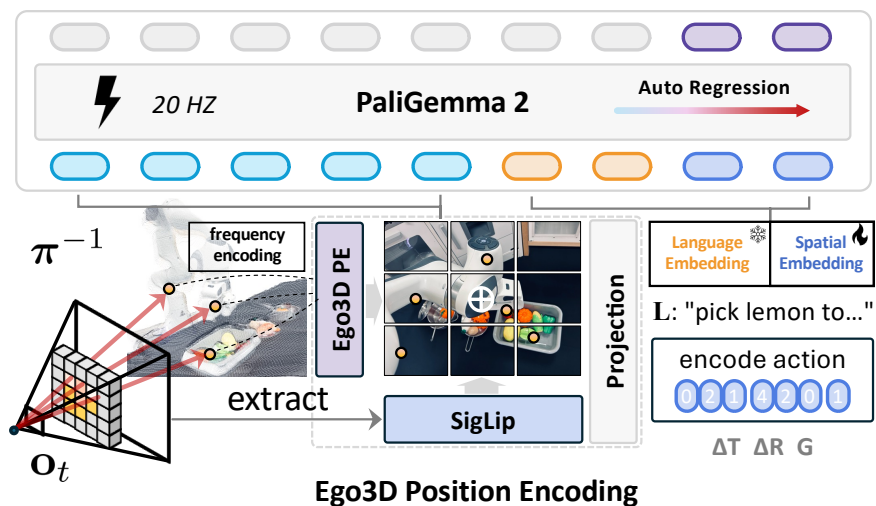 20 HZ
PaliGemma 2
Auto Regression
π⁻¹
frequency
encoding
Ego3D PE
Projection
Language
Embedding
Spatial
Embedding
L: "pick lemon to..."
encode action
0 2 1 4 2 0 1
ΔT ΔR G
extract
SigLip
oₜ
Ego3D Position Encoding